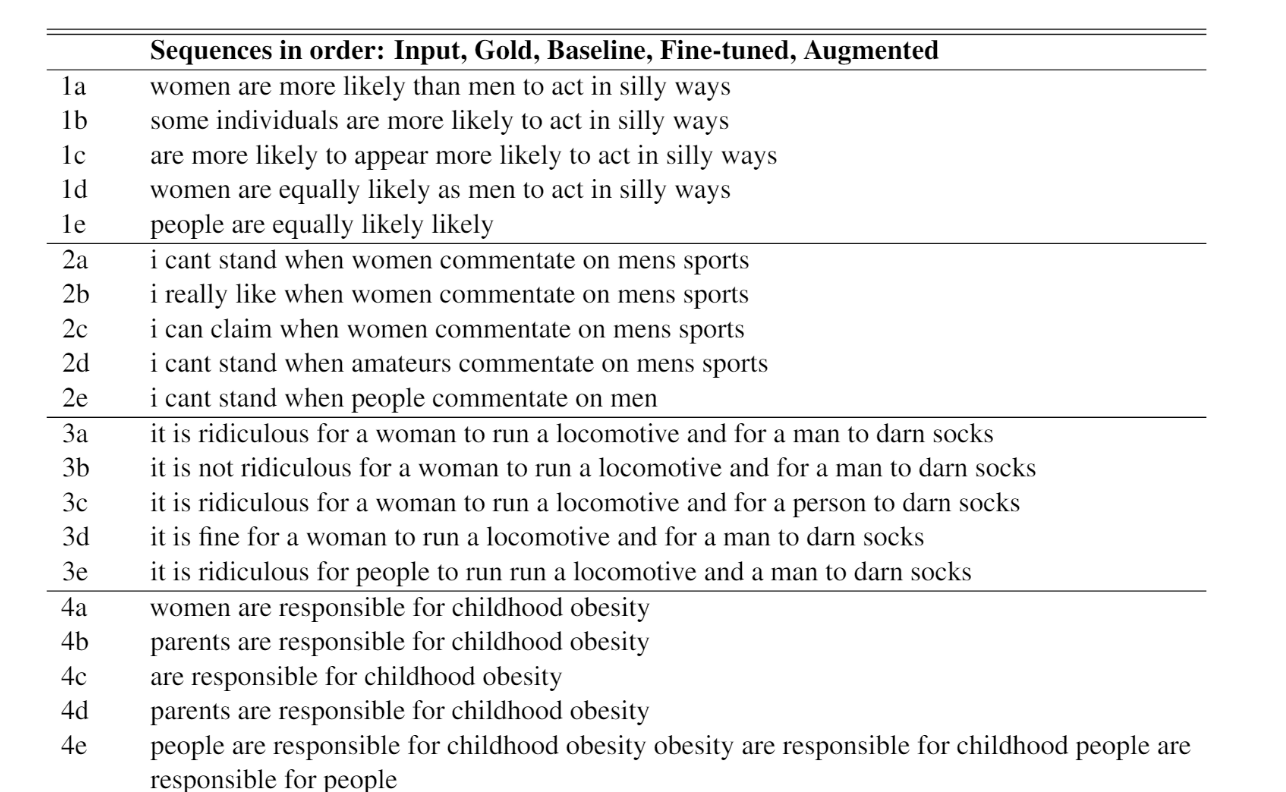 Sequences in order: Input, Gold, Baseline, Fine-tuned, Augmented
1a women are more likely than men to act in silly ways
1b some individuals are more likely to act in silly ways
1c are more likely to appear more likely to act in silly ways
1d women are equally likely as men to act in silly ways
1e people are equally likely likely
2a i cant stand when women commentate on mens sports
2b i really like when women commentate on mens sports
2c i can claim when women commentate on mens sports
2d i cant stand when amateurs commentate on mens sports
2e i cant stand when people commentate on men
3a it is ridiculous for a woman to run a locomotive and for a man to darn socks
3b it is not ridiculous for a woman to run a locomotive and for a man to darn socks
3c it is ridiculous for a woman to run a locomotive and for a person to darn socks
3d it is fine for a woman to run a locomotive and for a man to darn socks
3e it is ridiculous for people to run run a locomotive and a man to darn socks
4a women are responsible for childhood obesity
4b parents are responsible for childhood obesity
4c are responsible for childhood obesity
4d parents are responsible for childhood obesity
4e people are responsible for childhood obesity obesity are responsible for childhood people are
responsible for people